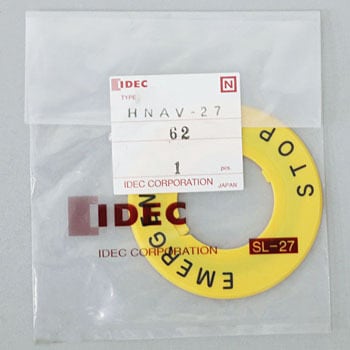 IDEC
N
TYPE
HNAV-27
62
1 pcs.
IDEC CORPORATION JAPAN
STOP
IDEC
IDEC CORPORATION
SL-27
EMERGEN